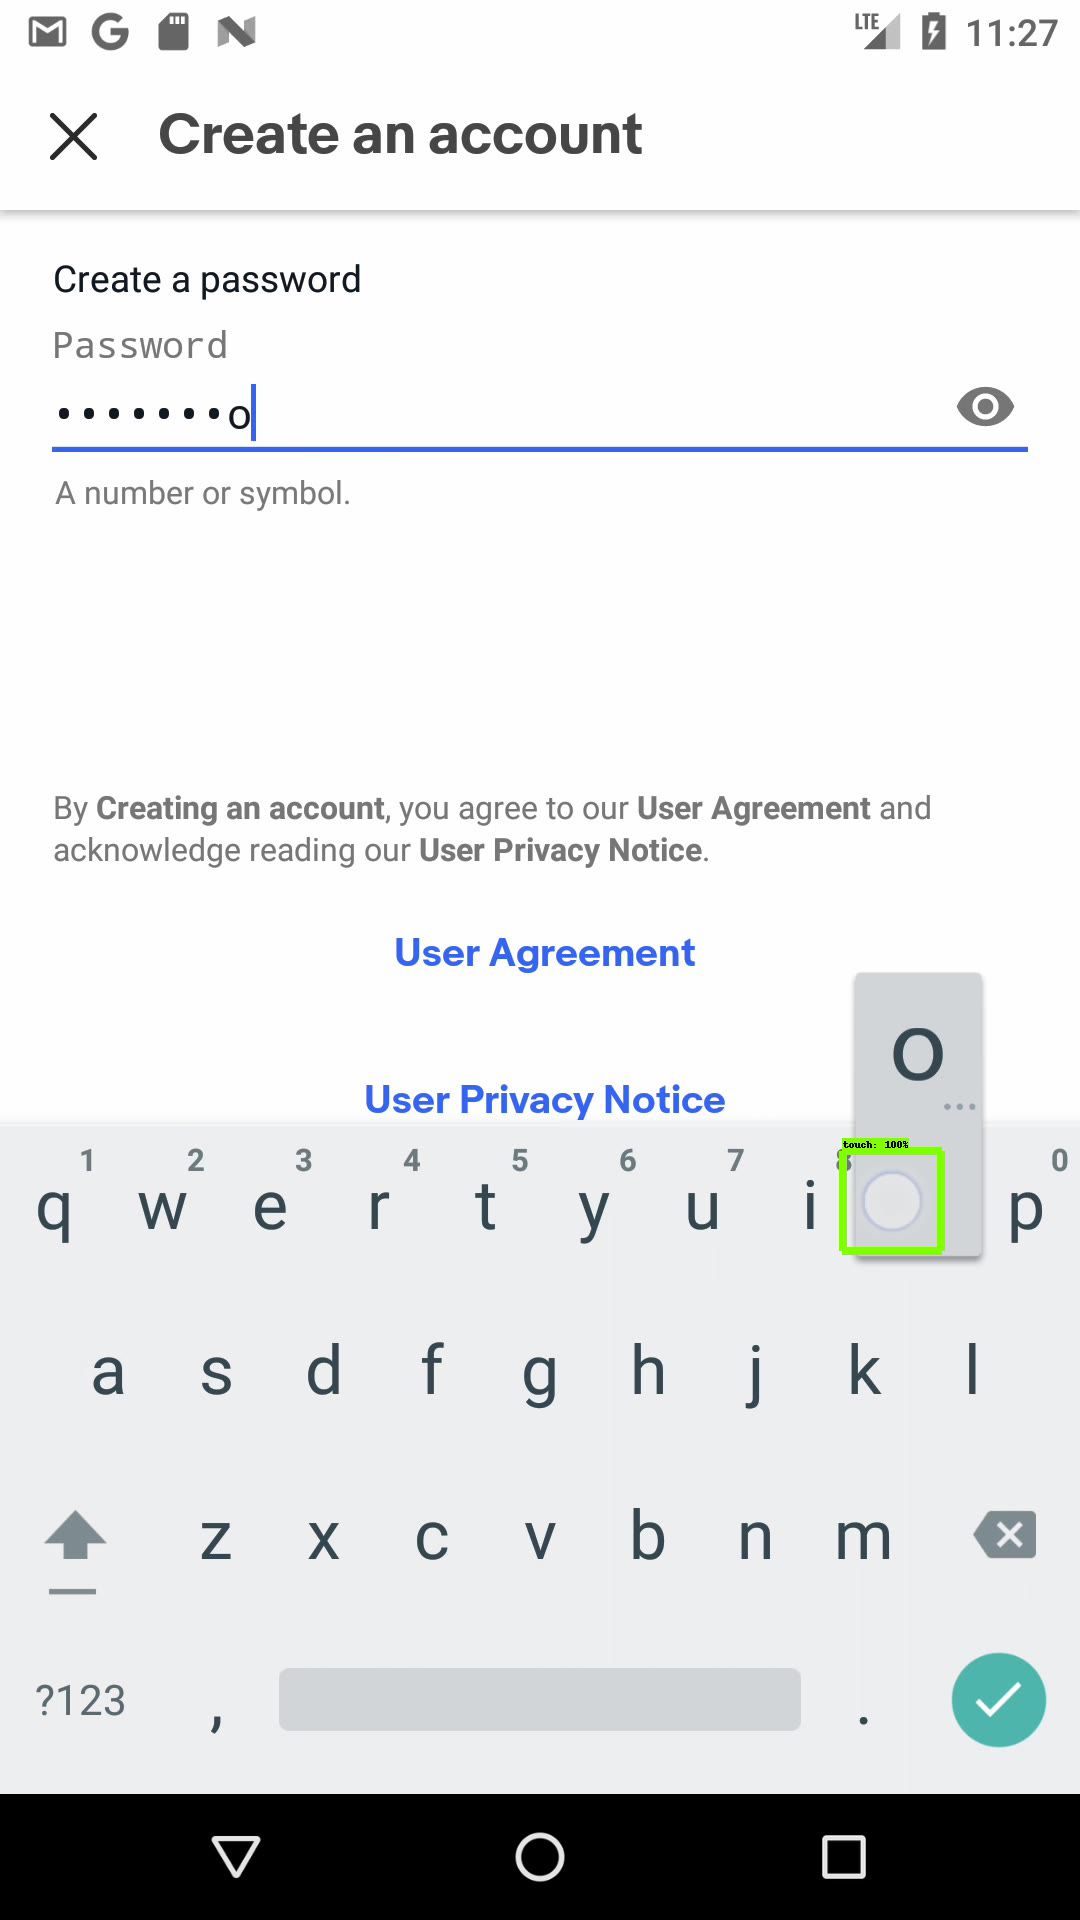 LTE 11:27
Create an account
Create a password
Password
•••••••o
A number or symbol.
By Creating an account, you agree to our User Agreement and
acknowledge reading our User Privacy Notice.
User Agreement
O
...
User Privacy Notice
touch: 100%
1 2 3 4 5 6 7 8 0
q w e r t y u i p
a s d f g h j k l
z x c v b n m
?123 , .